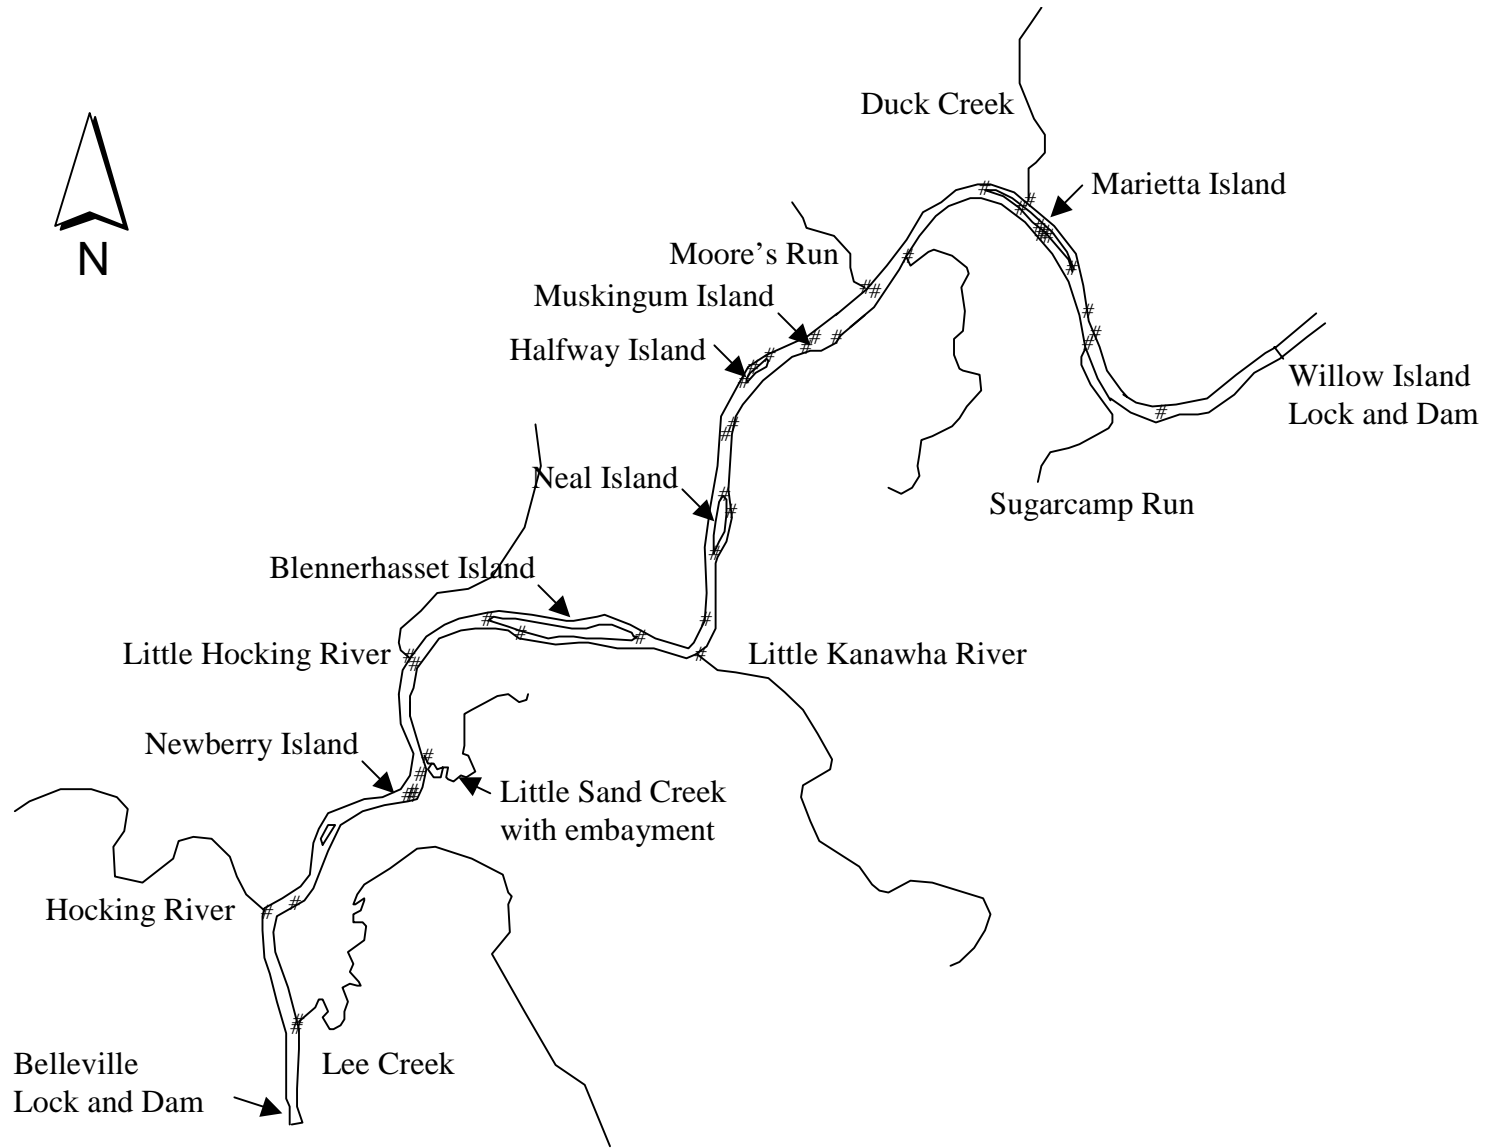 Duck Creek
Marietta Island
N
Moore's Run
Muskingum Island
Halfway Island
Willow Island
Lock and Dam
Neal Island
Sugarcamp Run
Blennerhasset Island
Little Hocking River
Little Kanawha River
Newberry Island
Little Sand Creek
with embayment
Hocking River
Belleville
Lock and Dam
Lee Creek